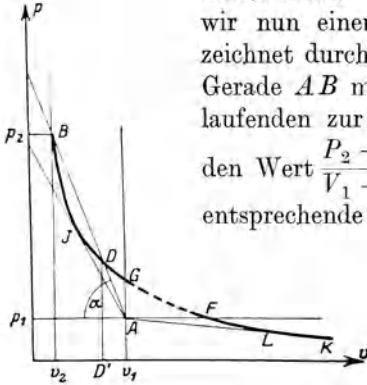 p
wir nun einen
zeichnet durch
Gerade AB m
laufenden zur
den Wert P₂ - / V₁ -
entsprechende
p₂
B
J
D
G
α
F
p₁
A
L
K
v₂ D' v₁ v